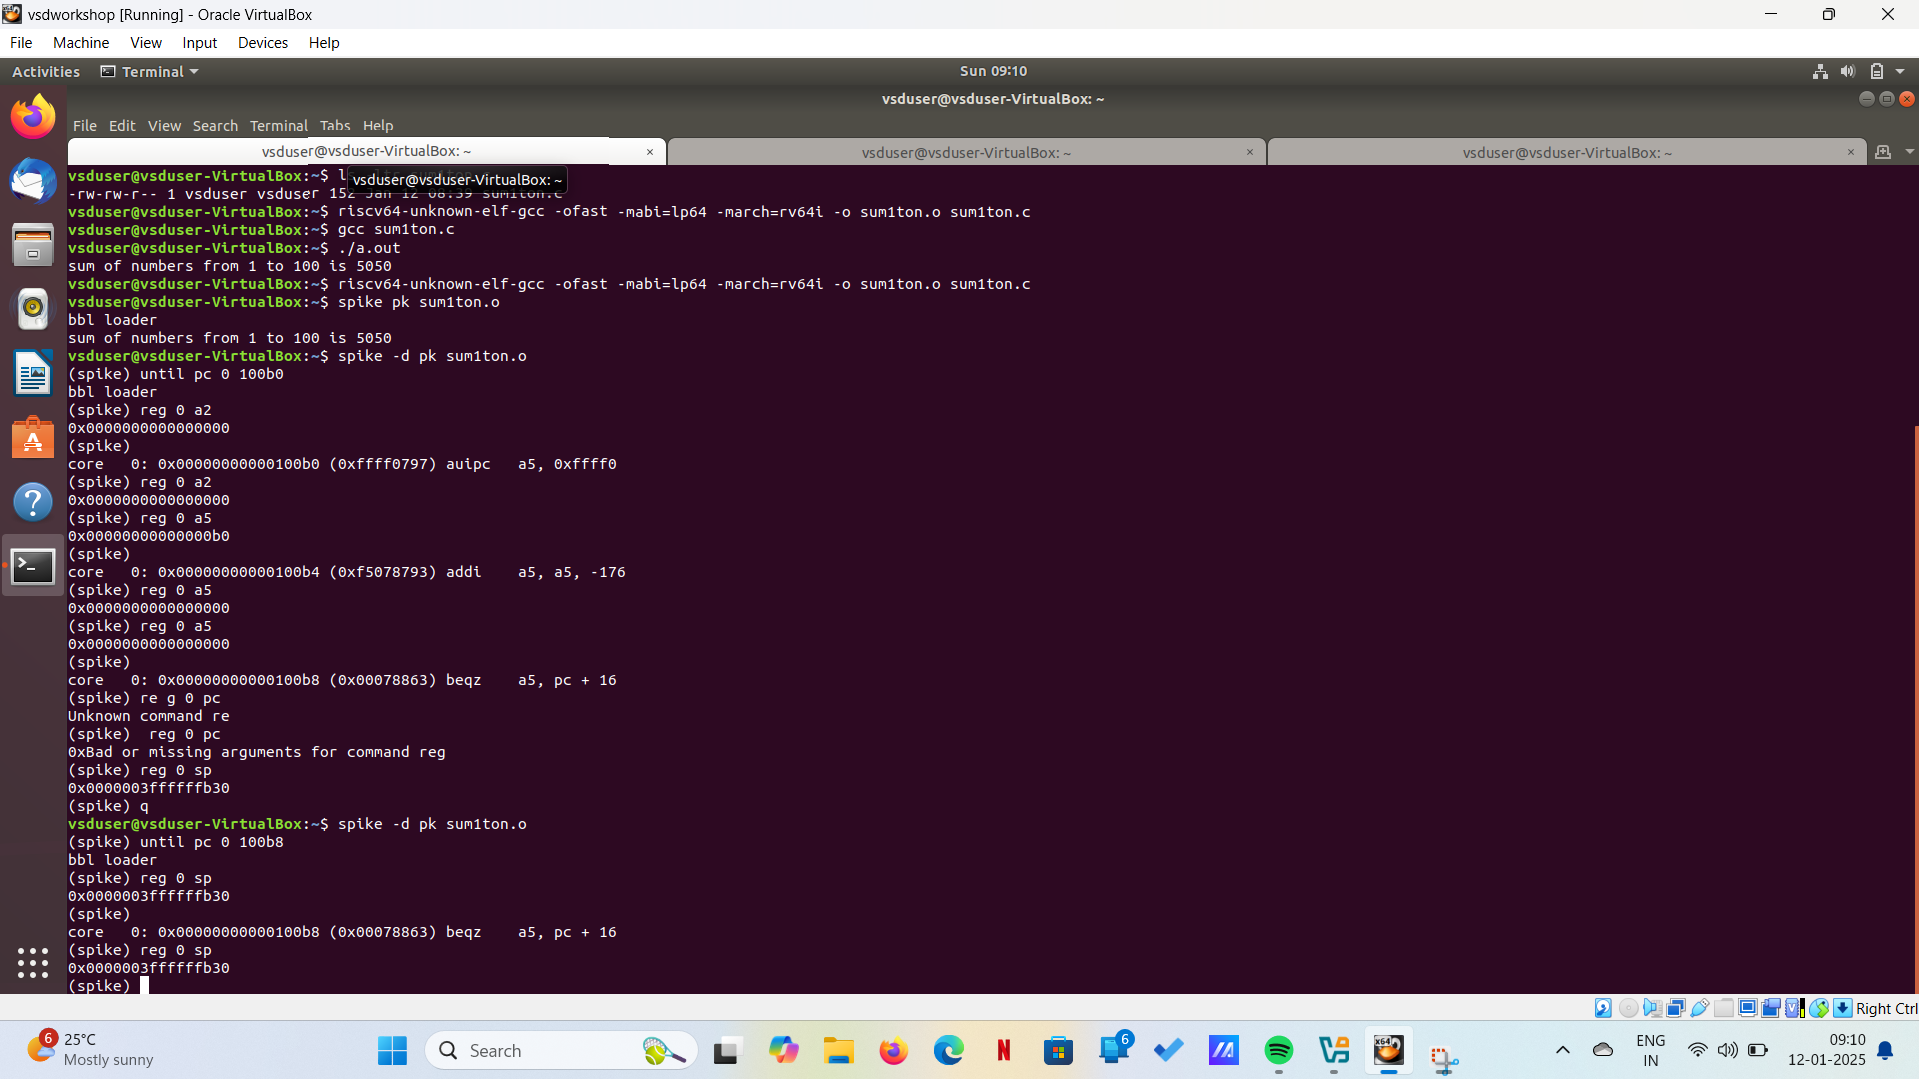 vsdworkshop [Running] - Oracle VirtualBox
File Machine View Input Devices Help
Activities Terminal Sun 09:10
vsduser@vsduser-VirtualBox: ~
File Edit View Search Terminal Tabs Help
vsduser@vsduser-VirtualBox: ~ × vsduser@vsduser-VirtualBox: ~ × vsduser@vsduser-VirtualBox: ~ ×
vsduser@vsduser-VirtualBox:~$
vsduser@vsduser-VirtualBox: ~
-rw-rw-r-- 1 vsduser vsduser 152 Jan 12 08:39 sum1ton.c
vsduser@vsduser-VirtualBox:~$ riscv64-unknown-elf-gcc -ofast -mabi=lp64 -march=rv64i -o sum1ton.o sum1ton.c
vsduser@vsduser-VirtualBox:~$ gcc sum1ton.c
vsduser@vsduser-VirtualBox:~$ ./a.out
sum of numbers from 1 to 100 is 5050
vsduser@vsduser-VirtualBox:~$ riscv64-unknown-elf-gcc -ofast -mabi=lp64 -march=rv64i -o sum1ton.o sum1ton.c
vsduser@vsduser-VirtualBox:~$ spike pk sum1ton.o
bbl loader
sum of numbers from 1 to 100 is 5050
vsduser@vsduser-VirtualBox:~$ spike -d pk sum1ton.o
(spike) until pc 0 100b0
bbl loader
(spike) reg 0 a2
0x0000000000000000
(spike)
core   0: 0x00000000000100b0 (0xffff0797) auipc   a5, 0xffff0
(spike) reg 0 a2
0x0000000000000000
(spike) reg 0 a5
0x00000000000000b0
(spike)
core   0: 0x00000000000100b4 (0xf5078793) addi    a5, a5, -176
(spike) reg 0 a5
0x0000000000000000
(spike) reg 0 a5
0x0000000000000000
(spike)
core   0: 0x00000000000100b8 (0x00078863) beqz    a5, pc + 16
(spike) re g 0 pc
Unknown command re
(spike)  reg 0 pc
0xBad or missing arguments for command reg
(spike) reg 0 sp
0x0000003ffffffb30
(spike) q
vsduser@vsduser-VirtualBox:~$ spike -d pk sum1ton.o
(spike) until pc 0 100b8
bbl loader
(spike) reg 0 sp
0x0000003ffffffb30
(spike)
core   0: 0x00000000000100b8 (0x00078863) beqz    a5, pc + 16
(spike) reg 0 sp
0x0000003ffffffb30
(spike)
Right Ctrl
6 25°C
Mostly sunny
Search
6
ENG
IN
09:10
12-01-2025